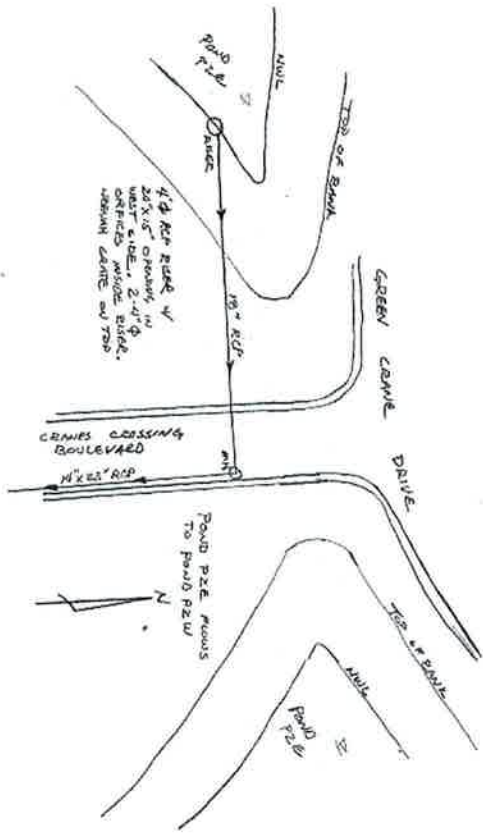 POND
P2E
NWL
TOP OF BANK
RISER
4'Φ RCP RISER W/
20"X15" OPENING IN
WEST SIDE. 2-4"Φ
ORFICES INSIDE RISER.
GRATE ON TOP
18" RCP
GREEN CRANE
DRIVE
CRANES CROSSING
BOULEVARD
MH
14"X23" RCP
POND P2E FLOWS
TO POND P2W
N
TOP OF BANK
NWL
POND
P2E